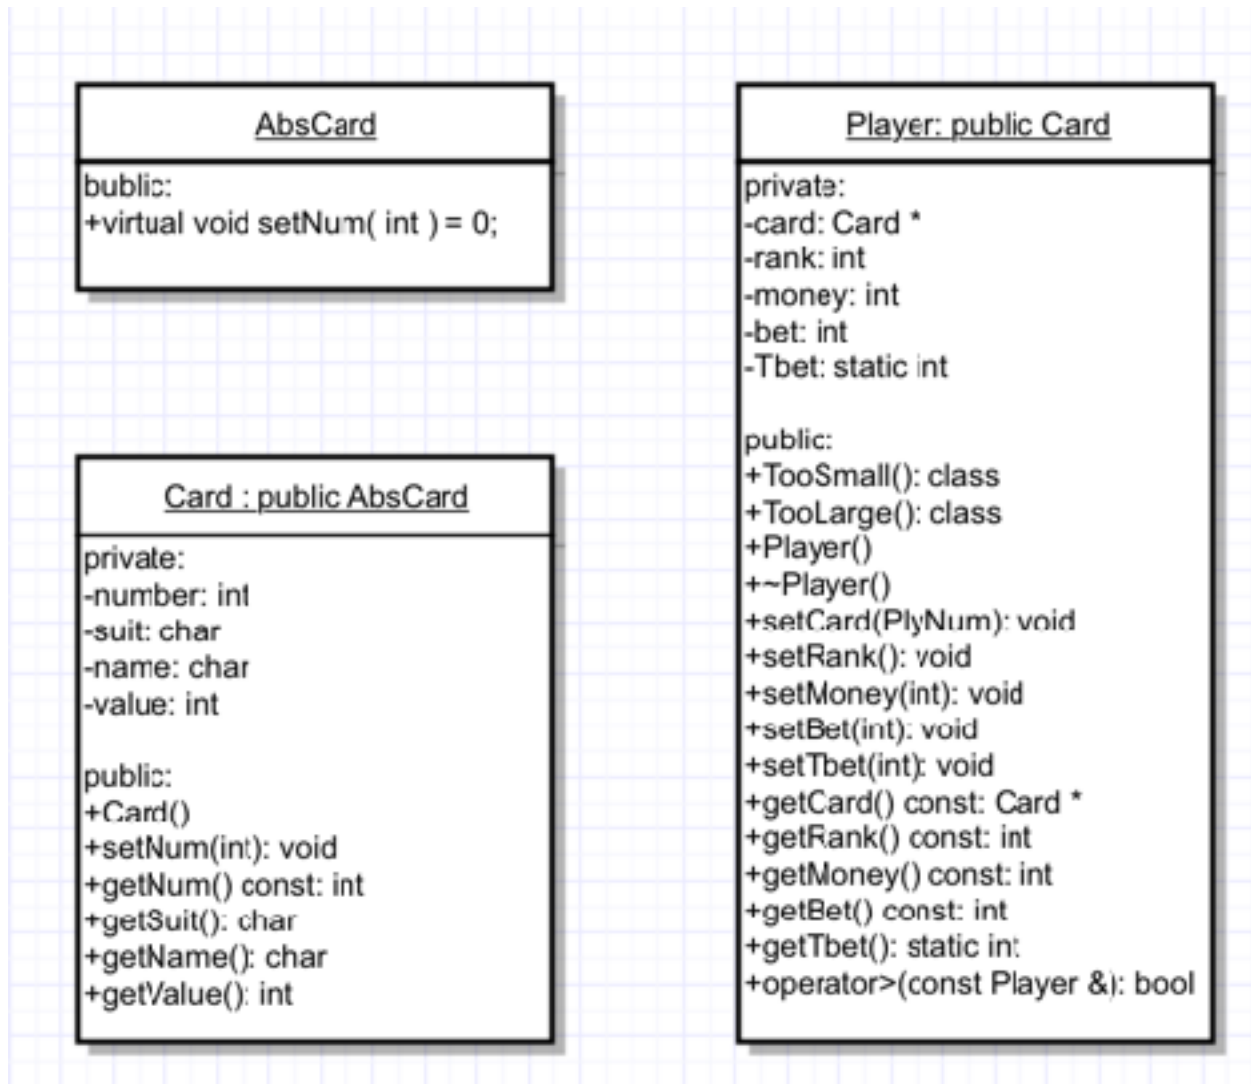 AbsCard
bublic:
+virtual void setNum( int ) = 0;
Card : public AbsCard
private:
-number: int
-suit: char
-name: char
-value: int
public:
+Card()
+setNum(int): void
+getNum() const: int
+getSuit(): char
+getName(): char
+getValue(): int
Player: public Card
private:
-card: Card *
-rank: int
-money: int
-bet: int
-Tbet: static int
public:
+TooSmall(): class
+TooLarge(): class
+Player()
+~Player()
+setCard(PlyNum): void
+setRank(): void
+setMoney(int): void
+setBet(int): void
+setTbet(int): void
+getCard() const: Card *
+getRank() const: int
+getMoney() const: int
+getBet() const: int
+getTbet(): static int
+operator>(const Player &): bool